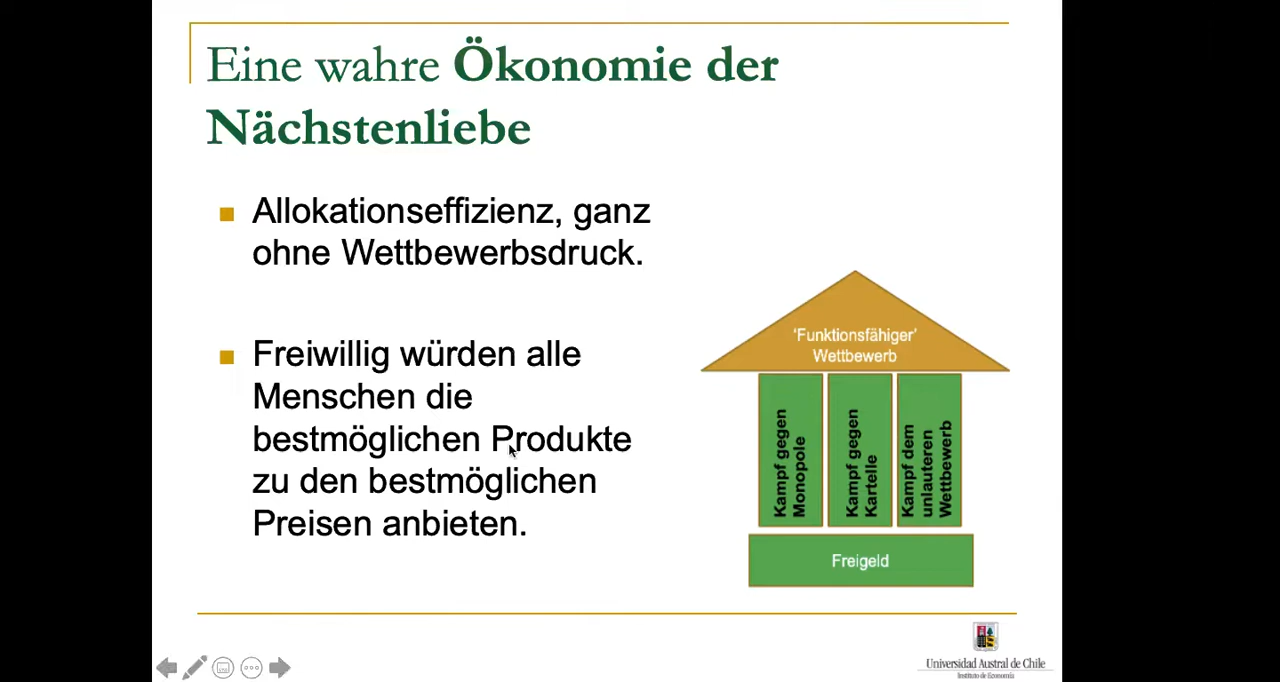 Eine wahre Ökonomie der
Nächstenliebe
Allokationseffizienz, ganz
ohne Wettbewerbsdruck.
Freiwillig würden alle
Menschen die
bestmöglichen Produkte
zu den bestmöglichen
Preisen anbieten.
'Funktionsfähiger'
Wettbewerb
Kampf gegen
Monopole
Kampf gegen
Kartelle
Kampf dem
unlauteren
Wettbewerb
Freigeld
Universidad Austral de Chile
Instituto de Economía